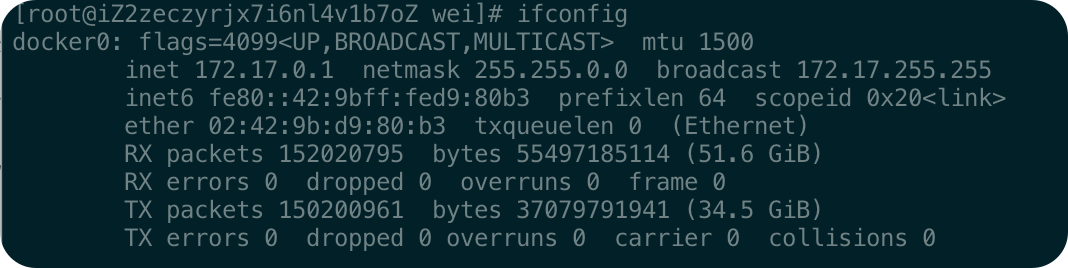 [root@iZ2zeczyrjx7i6nl4v1b7oZ wei]# ifconfig
docker0: flags=4099<UP,BROADCAST,MULTICAST>  mtu 1500
        inet 172.17.0.1  netmask 255.255.0.0  broadcast 172.17.255.255
        inet6 fe80::42:9bff:fed9:80b3  prefixlen 64  scopeid 0x20<link>
        ether 02:42:9b:d9:80:b3  txqueuelen 0  (Ethernet)
        RX packets 152020795  bytes 55497185114 (51.6 GiB)
        RX errors 0  dropped 0  overruns 0  frame 0
        TX packets 150200961  bytes 37079791941 (34.5 GiB)
        TX errors 0  dropped 0 overruns 0  carrier 0  collisions 0